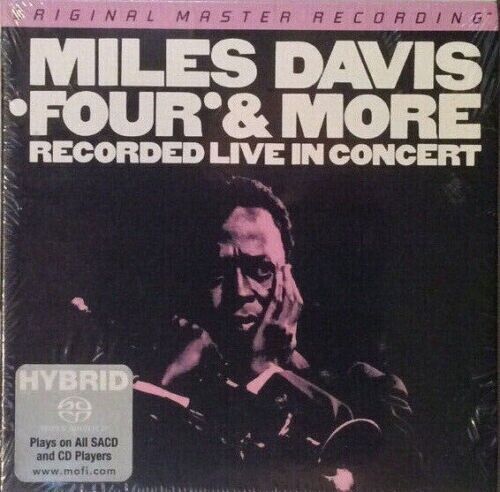 RIGINAL MASTER RECORDING
MILES DAVIS
'FOUR' & MORE
RECORDED LIVE IN CONCERT
HYBRID
Plays on All SACD
and CD Players
www.mofi.com